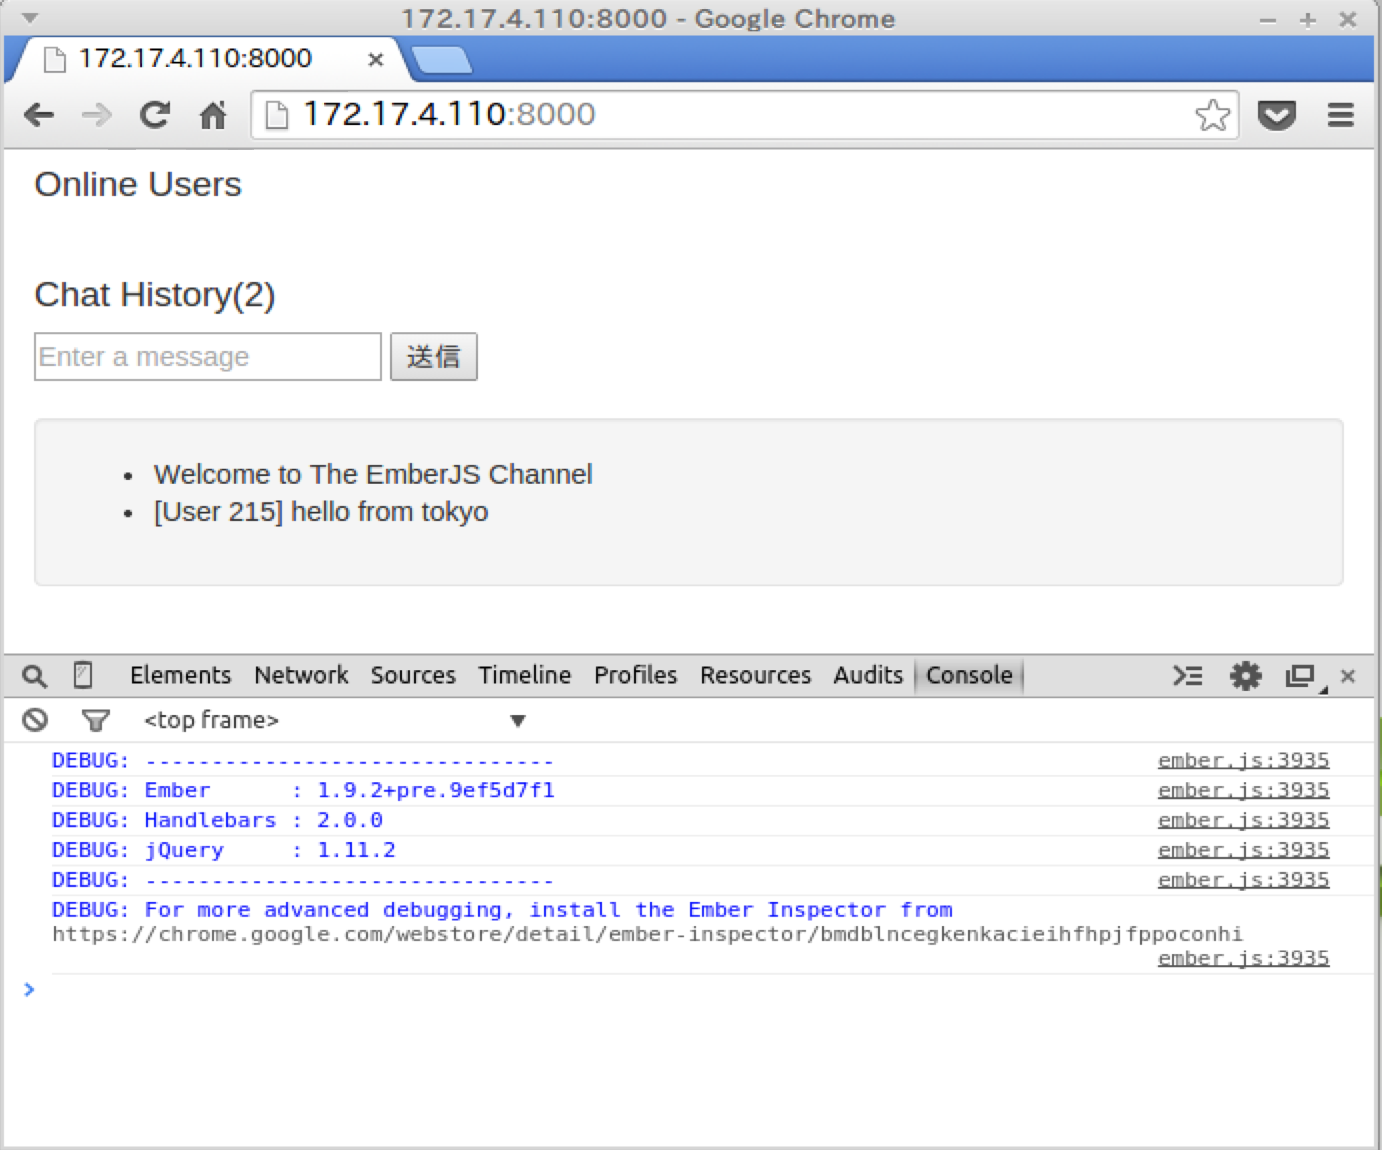 172.17.4.110:8000 - Google Chrome
172.17.4.110:8000
172.17.4.110:8000
Online Users
Chat History(2)
Enter a message 送信
Welcome to The EmberJS Channel
[User 215] hello from tokyo
Elements Network Sources Timeline Profiles Resources Audits Console
<top frame>
DEBUG: ------------------------------- ember.js:3935
DEBUG: Ember      : 1.9.2+pre.9ef5d7f1 ember.js:3935
DEBUG: Handlebars : 2.0.0 ember.js:3935
DEBUG: jQuery     : 1.11.2 ember.js:3935
DEBUG: ------------------------------- ember.js:3935
DEBUG: For more advanced debugging, install the Ember Inspector from
https://chrome.google.com/webstore/detail/ember-inspector/bmdblncegkenkacieihfhpjfppoconhi
ember.js:3935